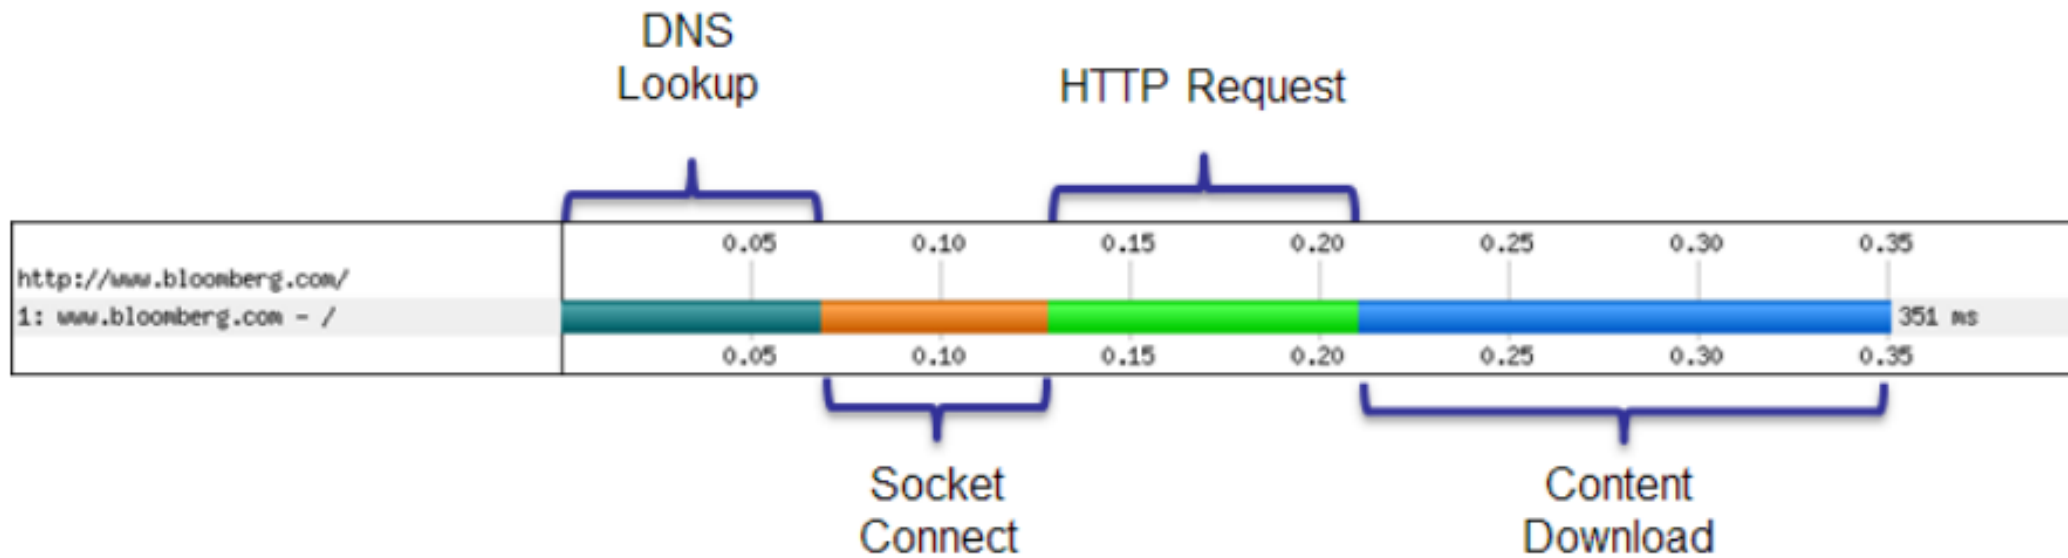 DNS
Lookup
HTTP Request
0.05 0.10 0.15 0.20 0.25 0.30 0.35
http://www.bloomberg.com/
1: www.bloomberg.com - /
351 ms
0.05 0.10 0.15 0.20 0.25 0.30 0.35
Socket
Connect
Content
Download